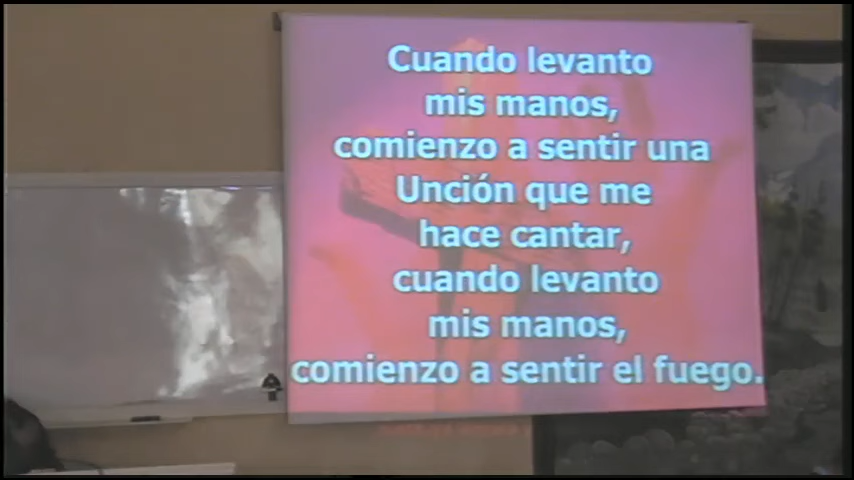 Cuando levanto
mis manos,
comienzo a sentir una
Unción que me
hace cantar,
cuando levanto
mis manos,
comienzo a sentir el fuego.